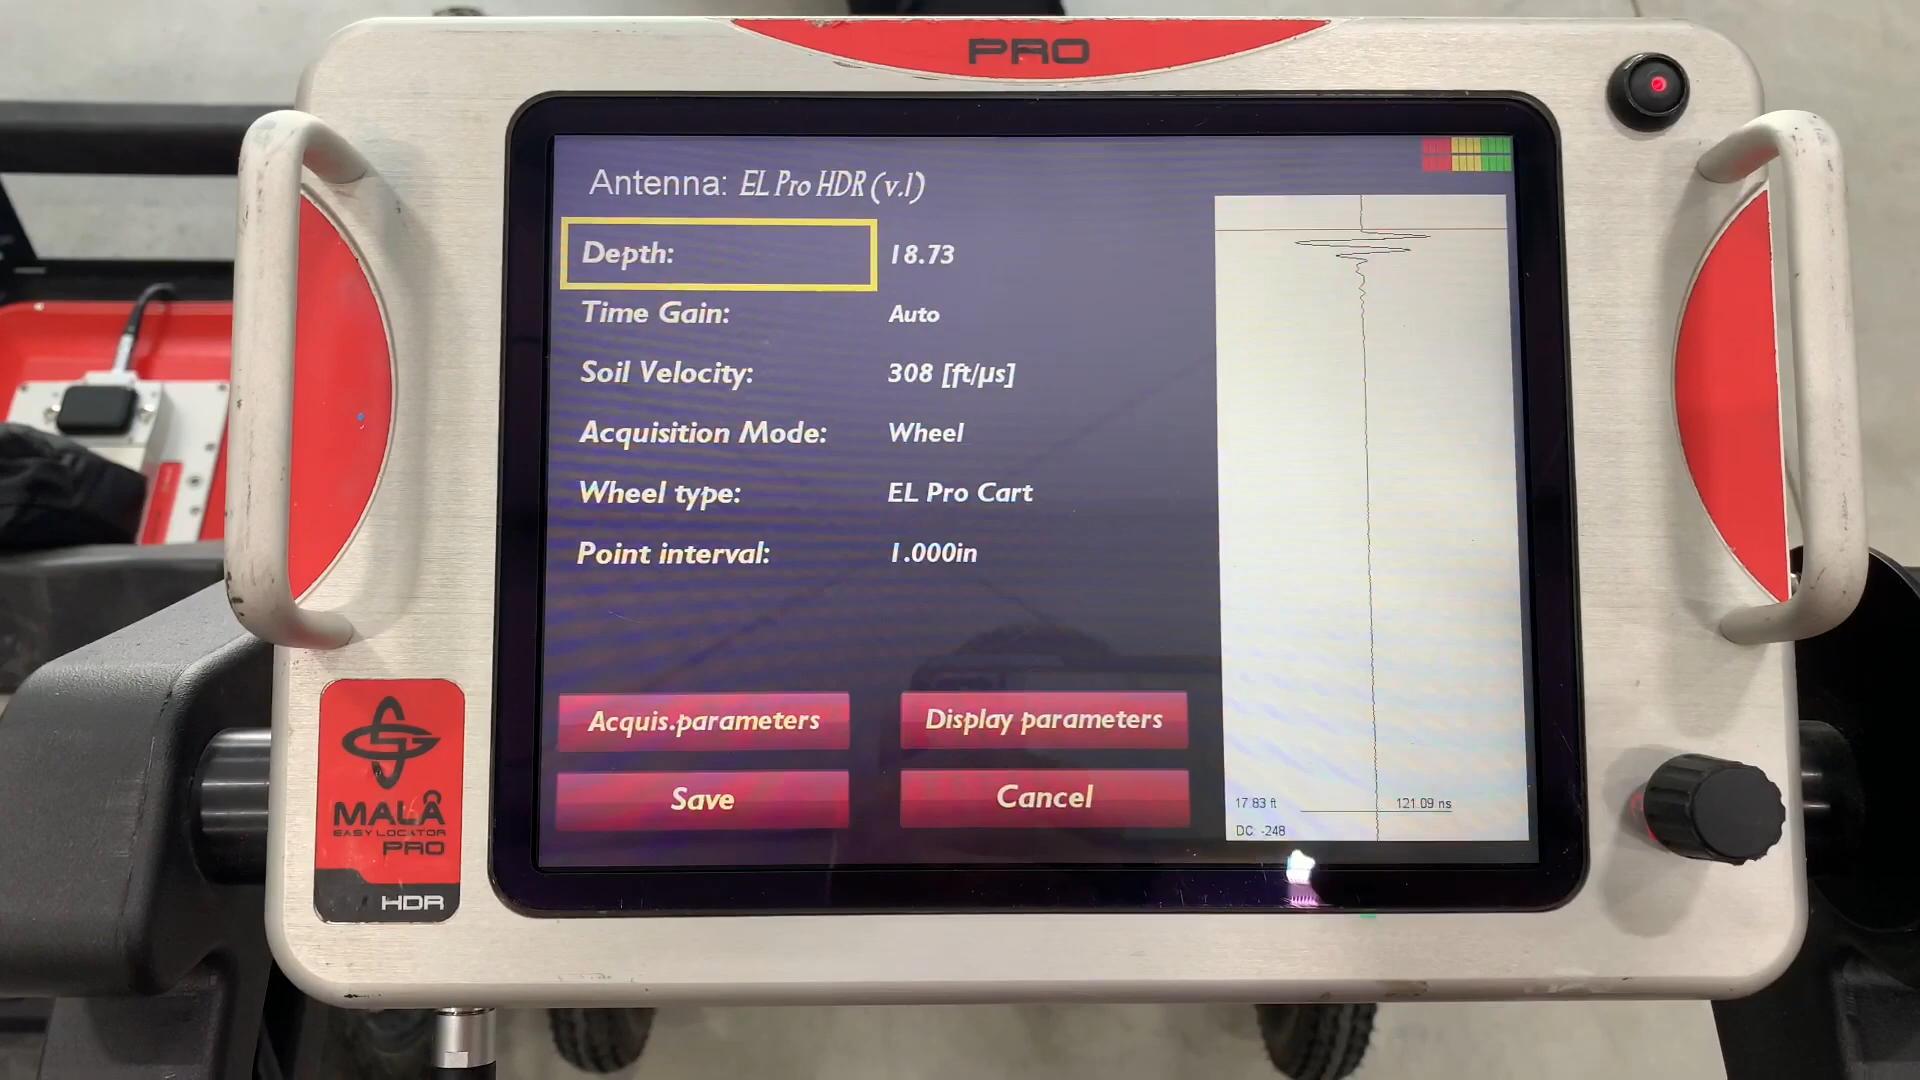 PRO
Antenna: EL Pro HDR (v.1)
Depth: 18.73
Time Gain: Auto
Soil Velocity: 308 [ft/µs]
Acquisition Mode: Wheel
Wheel type: EL Pro Cart
Point interval: 1.000in
Acquis.parameters
Display parameters
Save
Cancel
17.83 ft
121.09 ns
DC: -248
MALÅ
EASY LOCATOR
PRO
HDR